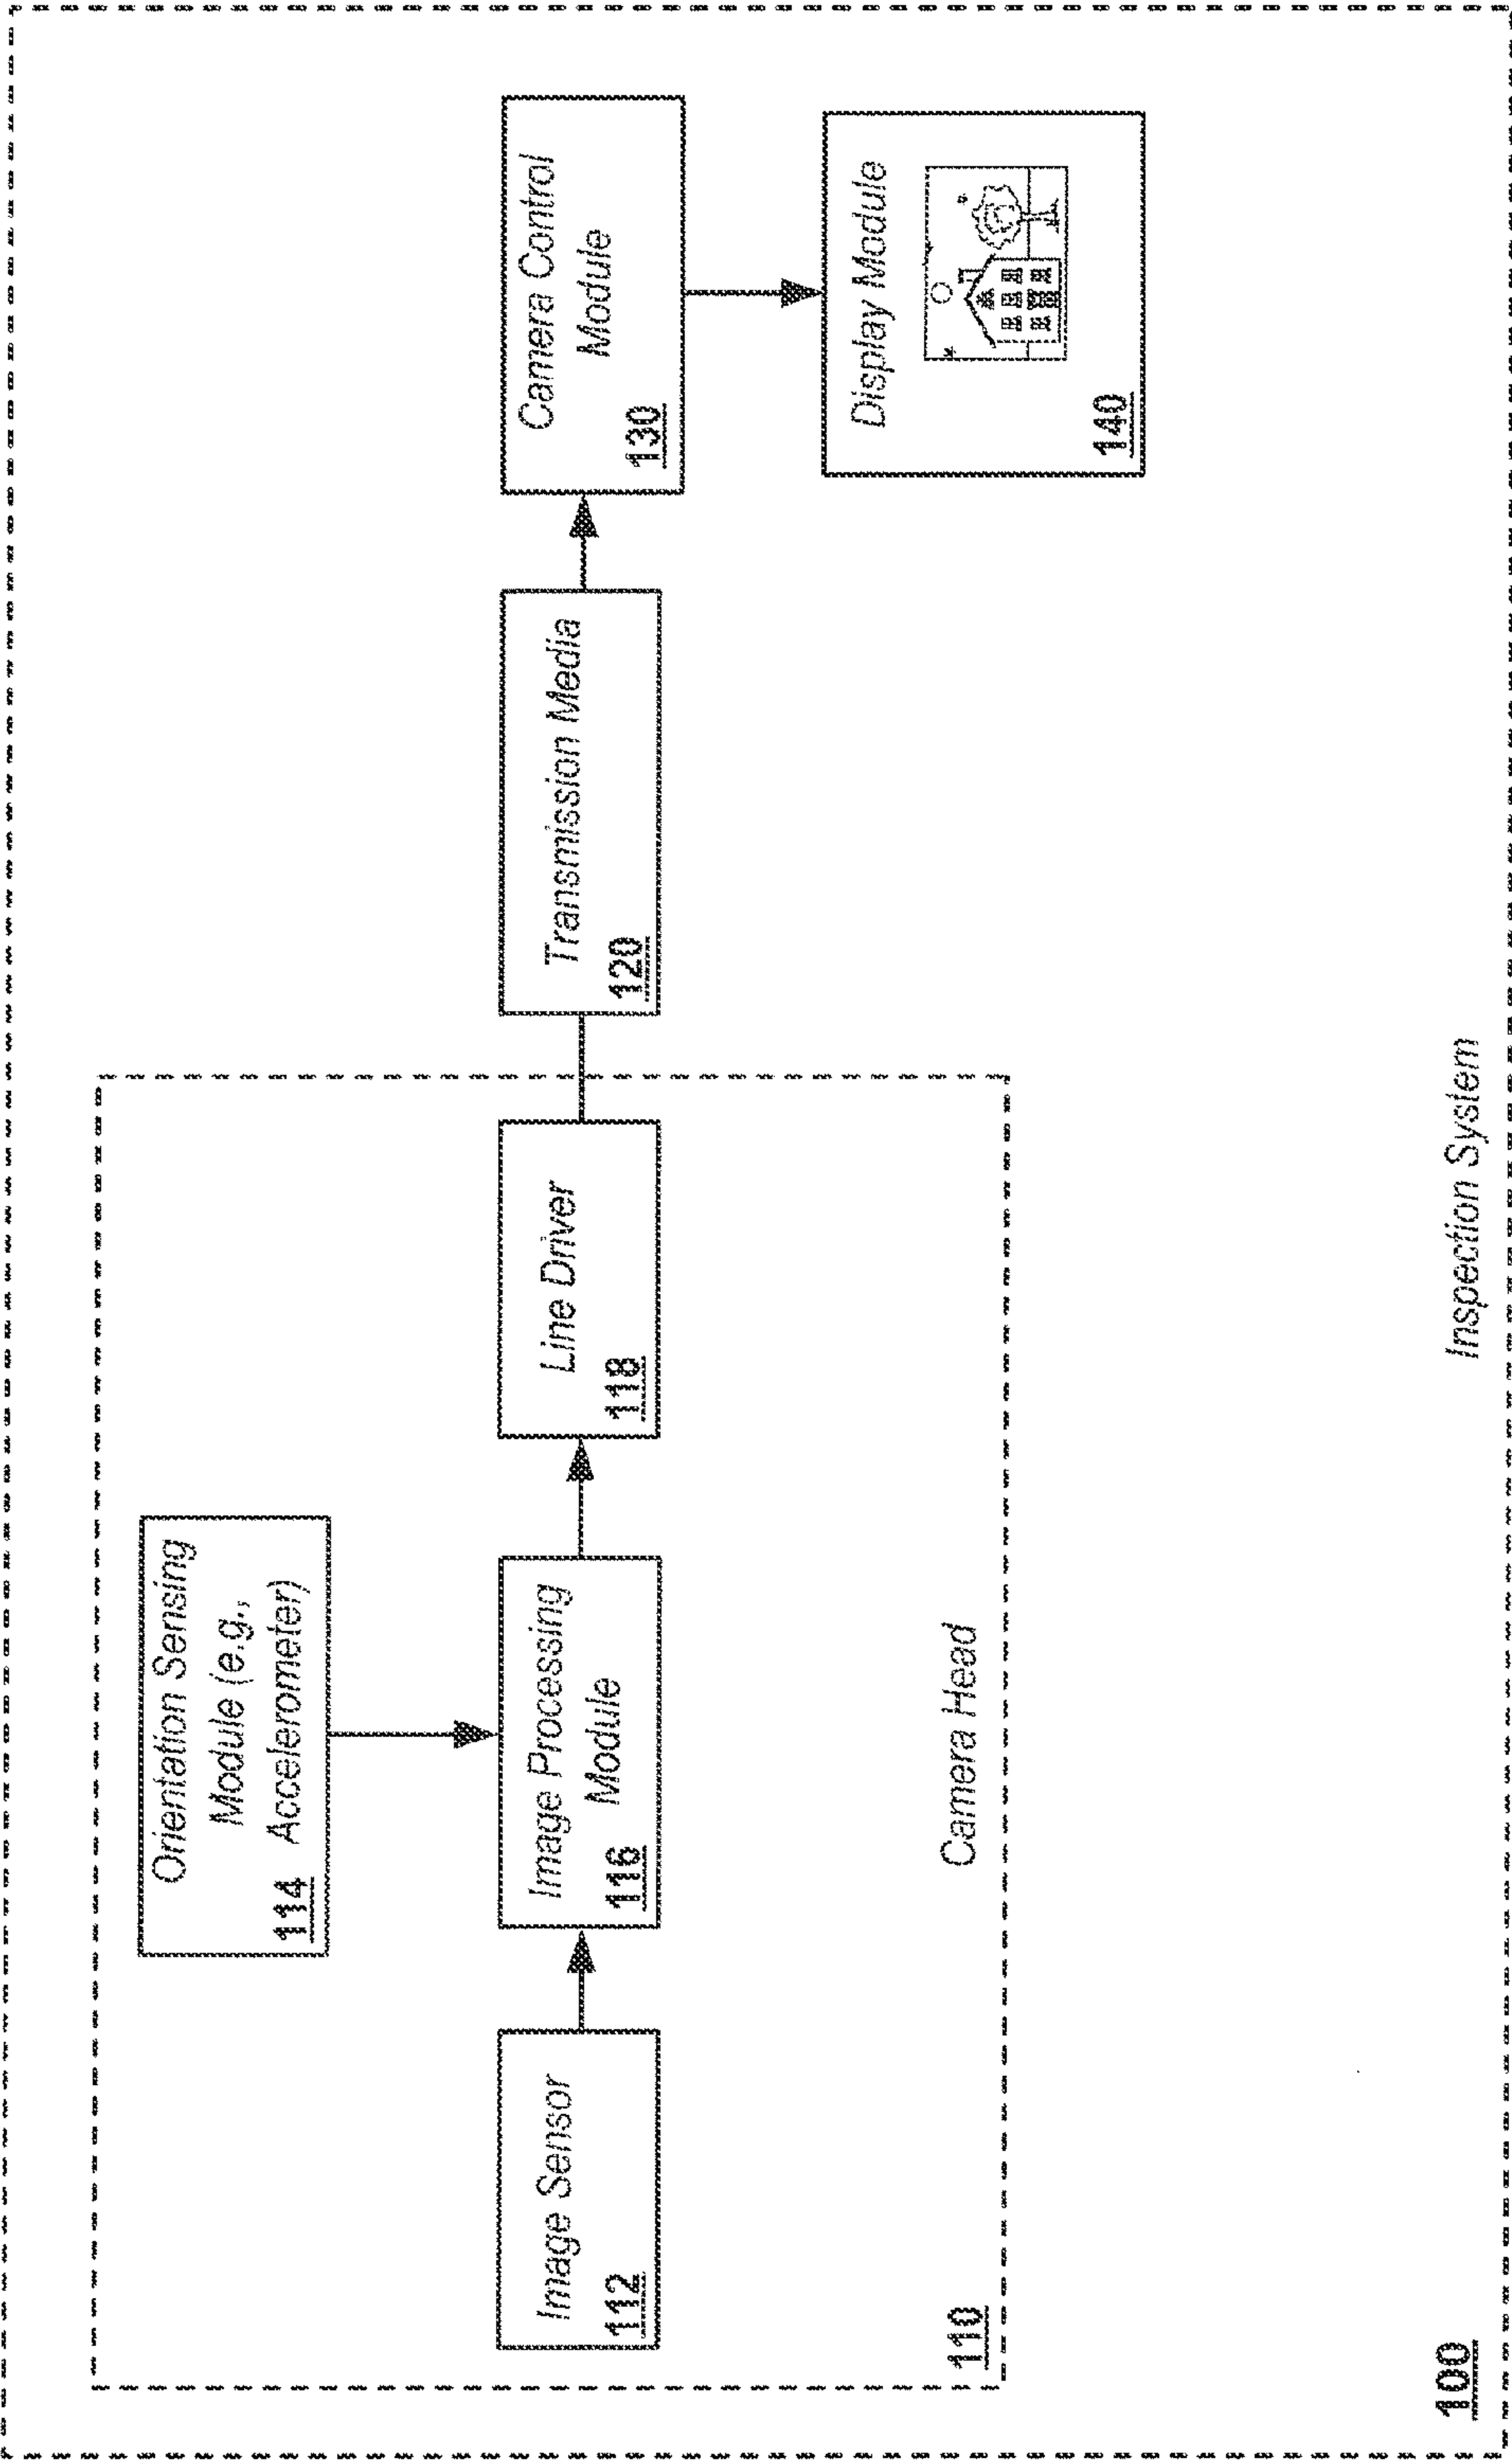 Orientation Sensing
Module (e.g.,
114 Accelerometer)
Image Sensor
112
Image Processing
Module
116
Line Driver
118
Transmission Media
120
Camera Control
Module
130
Display Module
140
Camera Head
110
Inspection System
100